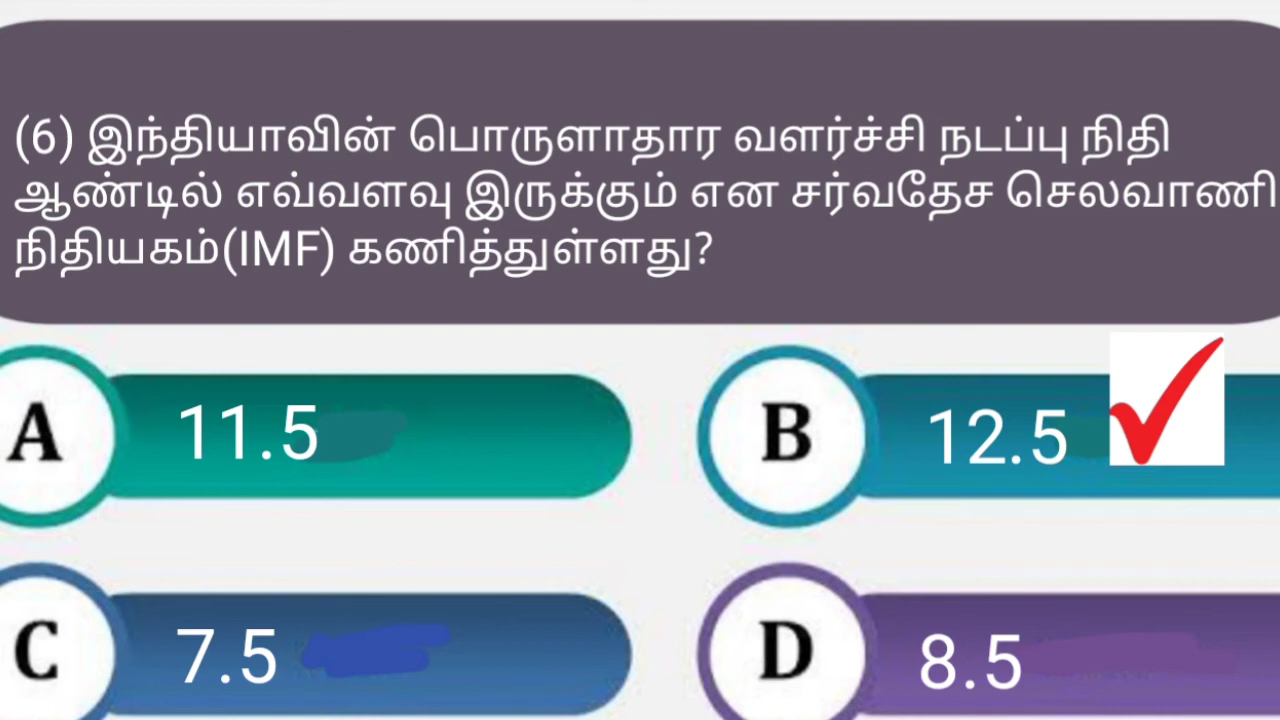 (6) இந்தியாவின் பொருளாதார வளர்ச்சி நடப்பு நிதி
ஆண்டில் எவ்வளவு இருக்கும் என சர்வதேச செலவாணி
நிதியகம்(IMF) கணித்துள்ளது?
A 11.5
B 12.5
C 7.5
D 8.5